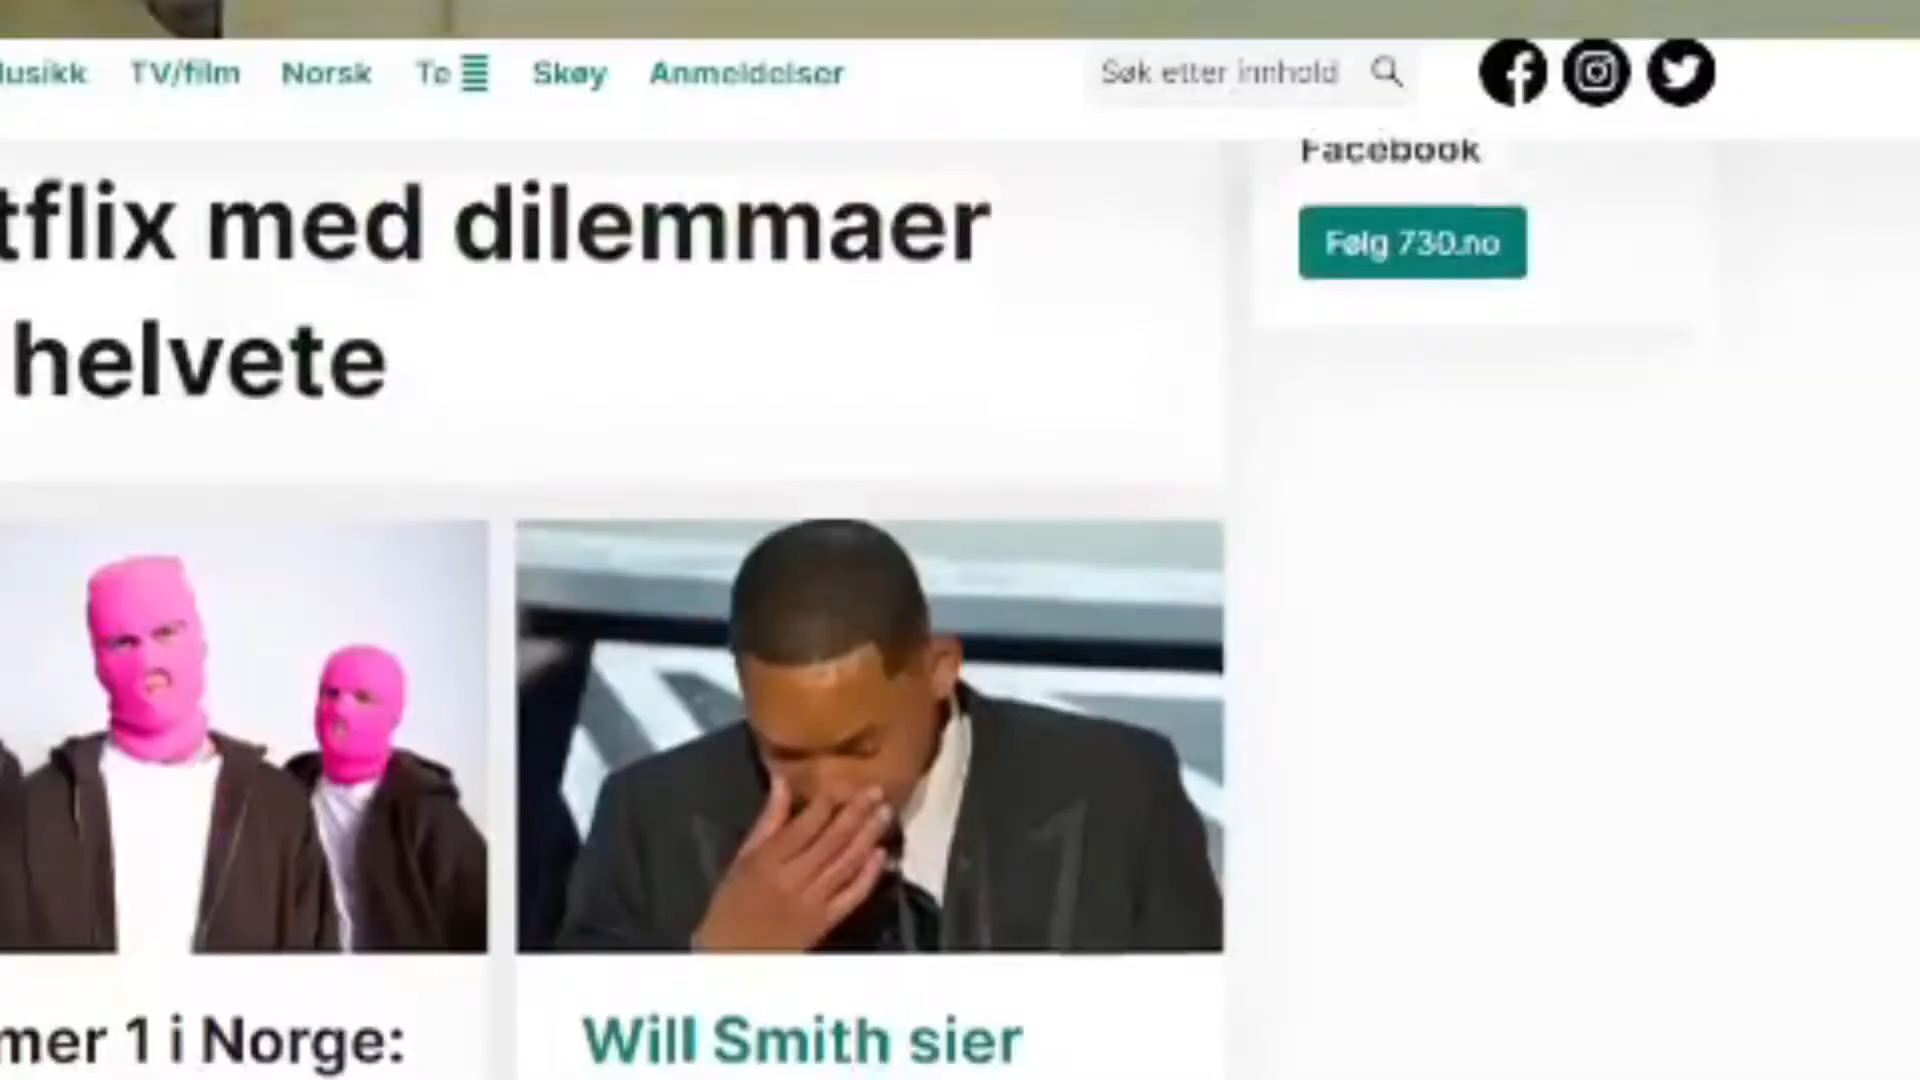 TV/film Norsk Skøy Anmeldelser Søk etter innhold
Facebook
Følg 730.no
tflix med dilemmaer
helvete
mer 1 i Norge:
Will Smith sier